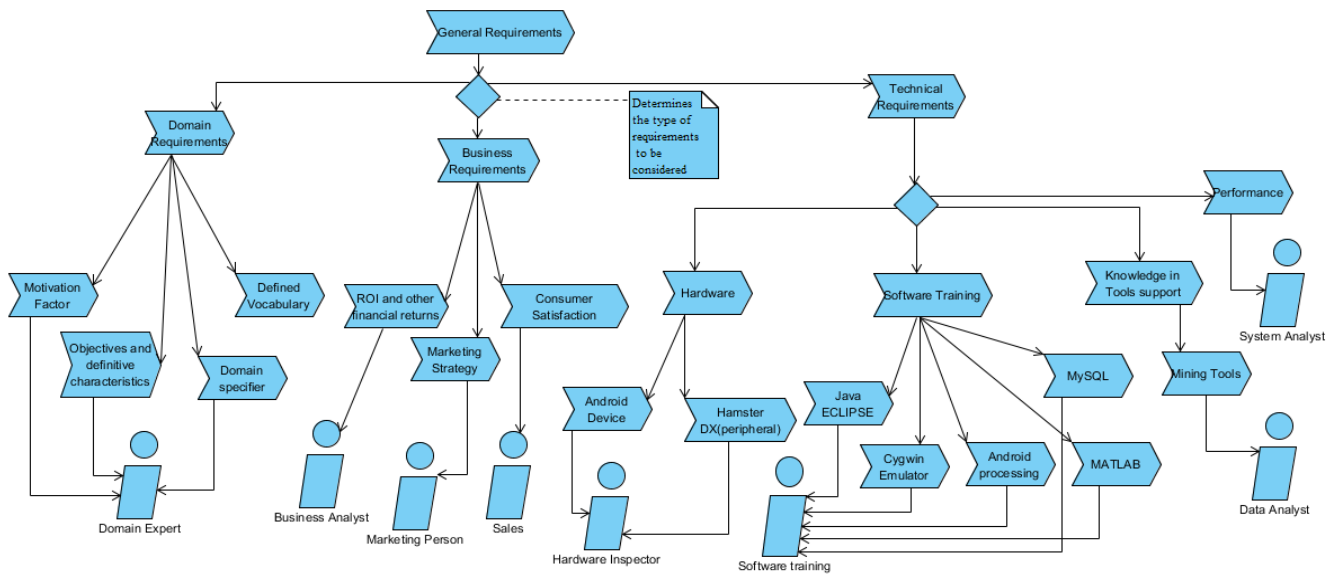 General Requirements
Determines
the type of
requirements
to be
considered
Technical
Requirements
Domain
Requirements
Business
Requirements
Performance
Motivation
Factor
Defined
Vocabulary
ROI and other
financial returns
Consumer
Satisfaction
Hardware
Software Training
Knowledge in
Tools support
System Analyst
Objectives and
definitive
characteristics
Domain
specifier
Marketing
Strategy
MySQL
Mining Tools
Android
Device
Hamster
DX(peripheral)
Java
ECLIPSE
Cygwin
Emulator
Android
processing
MATLAB
Domain Expert
Business Analyst
Marketing Person
Sales
Hardware Inspector
Software training
Data Analyst